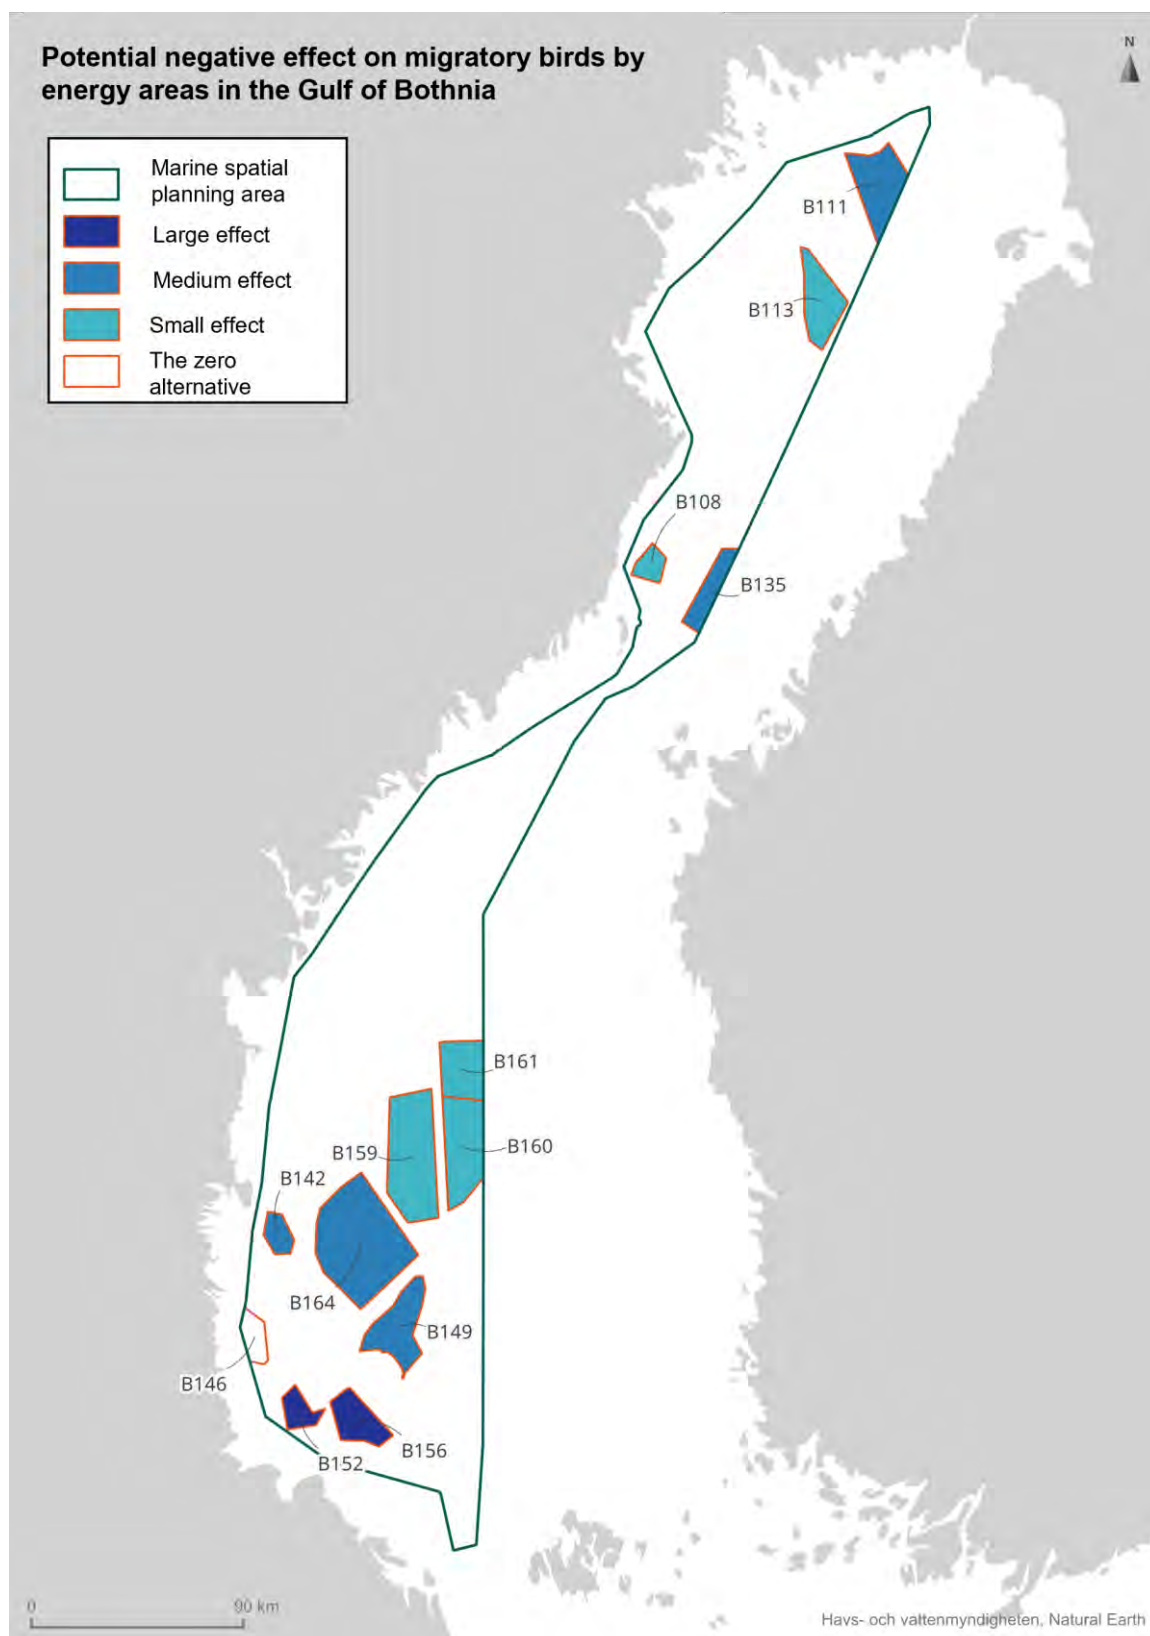 Potential negative effect on migratory birds by
energy areas in the Gulf of Bothnia
N
Marine spatial
planning area
Large effect
Medium effect
Small effect
The zero
alternative
B111
B113
B108
B135
B161
B159
B160
B142
B164
B149
B146
B156
B152
0
90 km
Havs- och vattenmyndigheten, Natural Earth